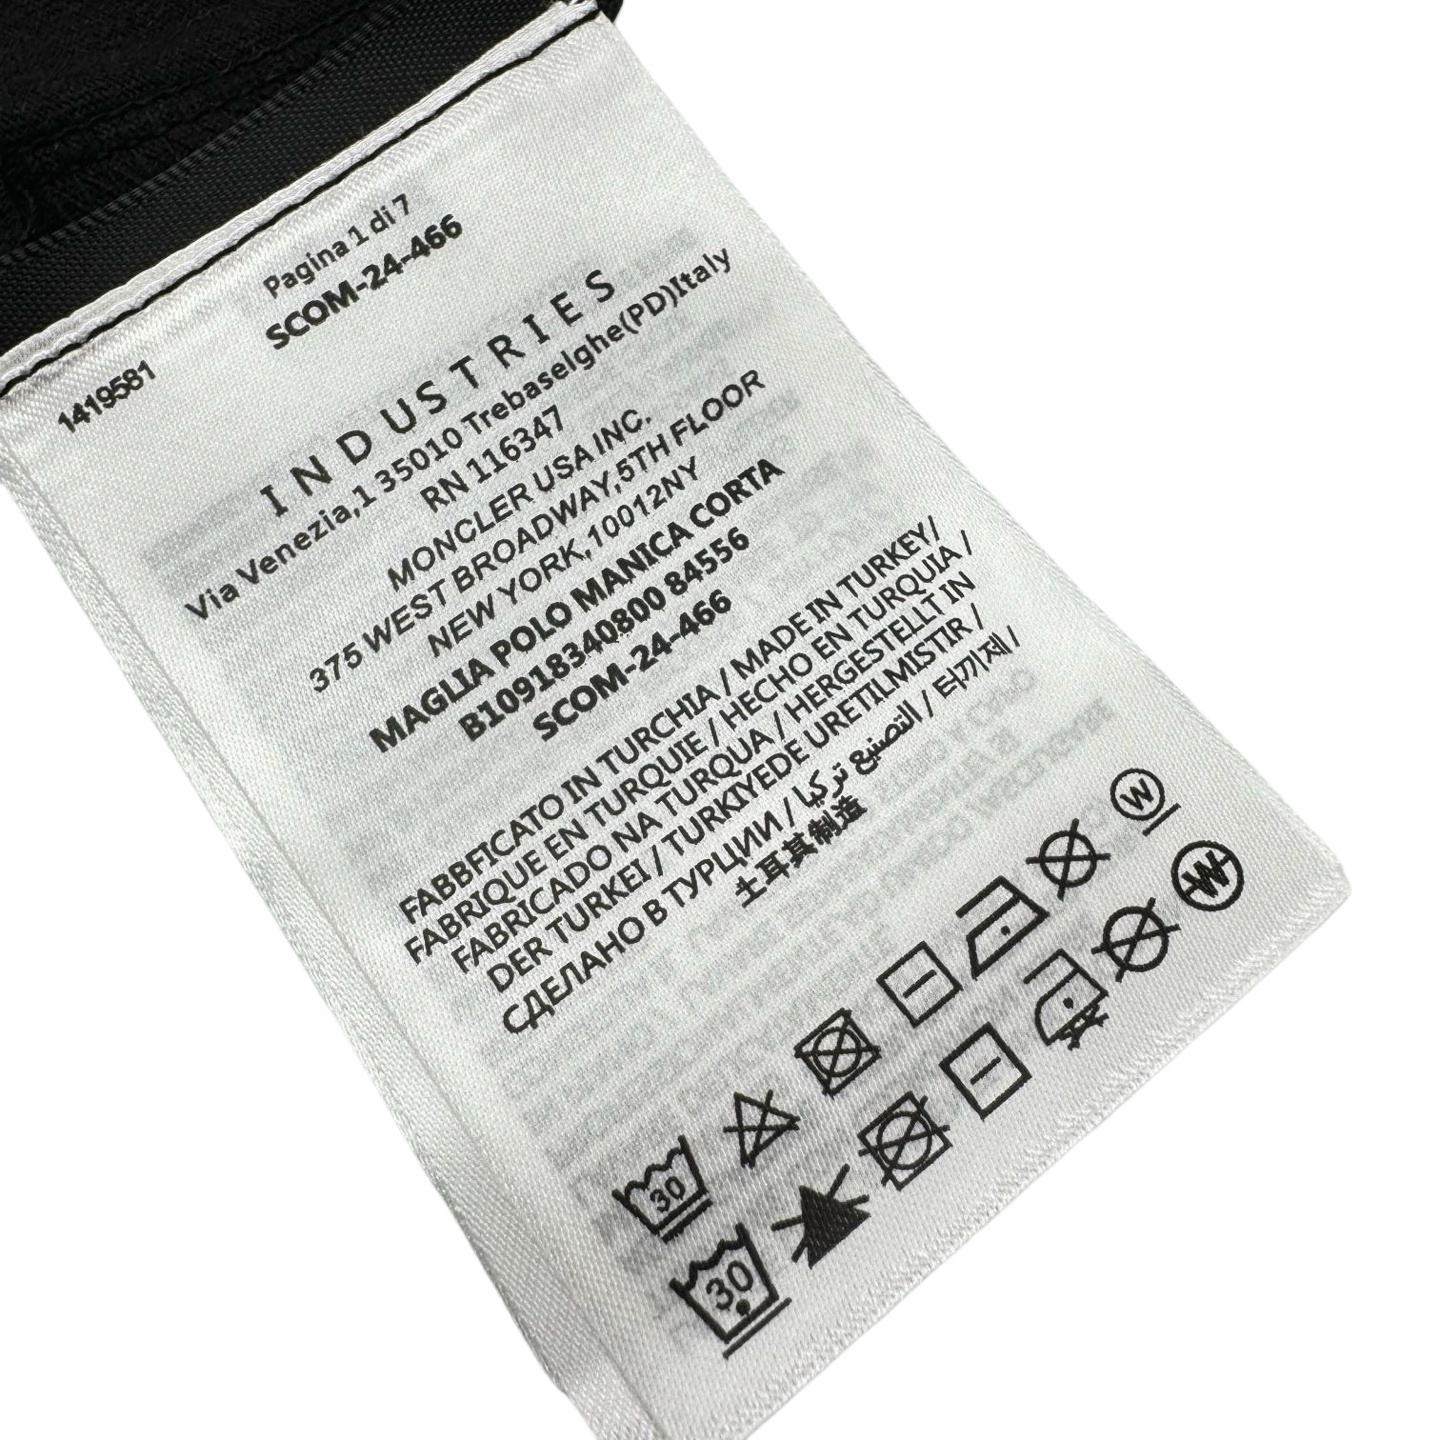 Pagina 1 di 7
SCOM-24-466
1419581
INDUSTRIES
Via Venezia,1 35010 Trebaselghe(PD)Italy
RN 116347
MONCLER USA INC.
375 WEST BROADWAY,5TH FLOOR
NEW YORK,10012NY
MAGLIA POLO MANICA CORTA
B10918340800 84556
SCOM-24-466
FABBFICATO IN TURCHIA / MADE IN TURKEY/
FABRIQUE EN TURQUIE / HECHO EN TURQUIA /
FABRICADO NA TURQUA / HERGESTELLT IN
DER TURKEI / TURKIYEDE URETILMISTIR /
СДЕЛАНО В ТУРЦИИ / التصنيع تركيا / 터끼제 /
土耳其制造
W
30
W
30